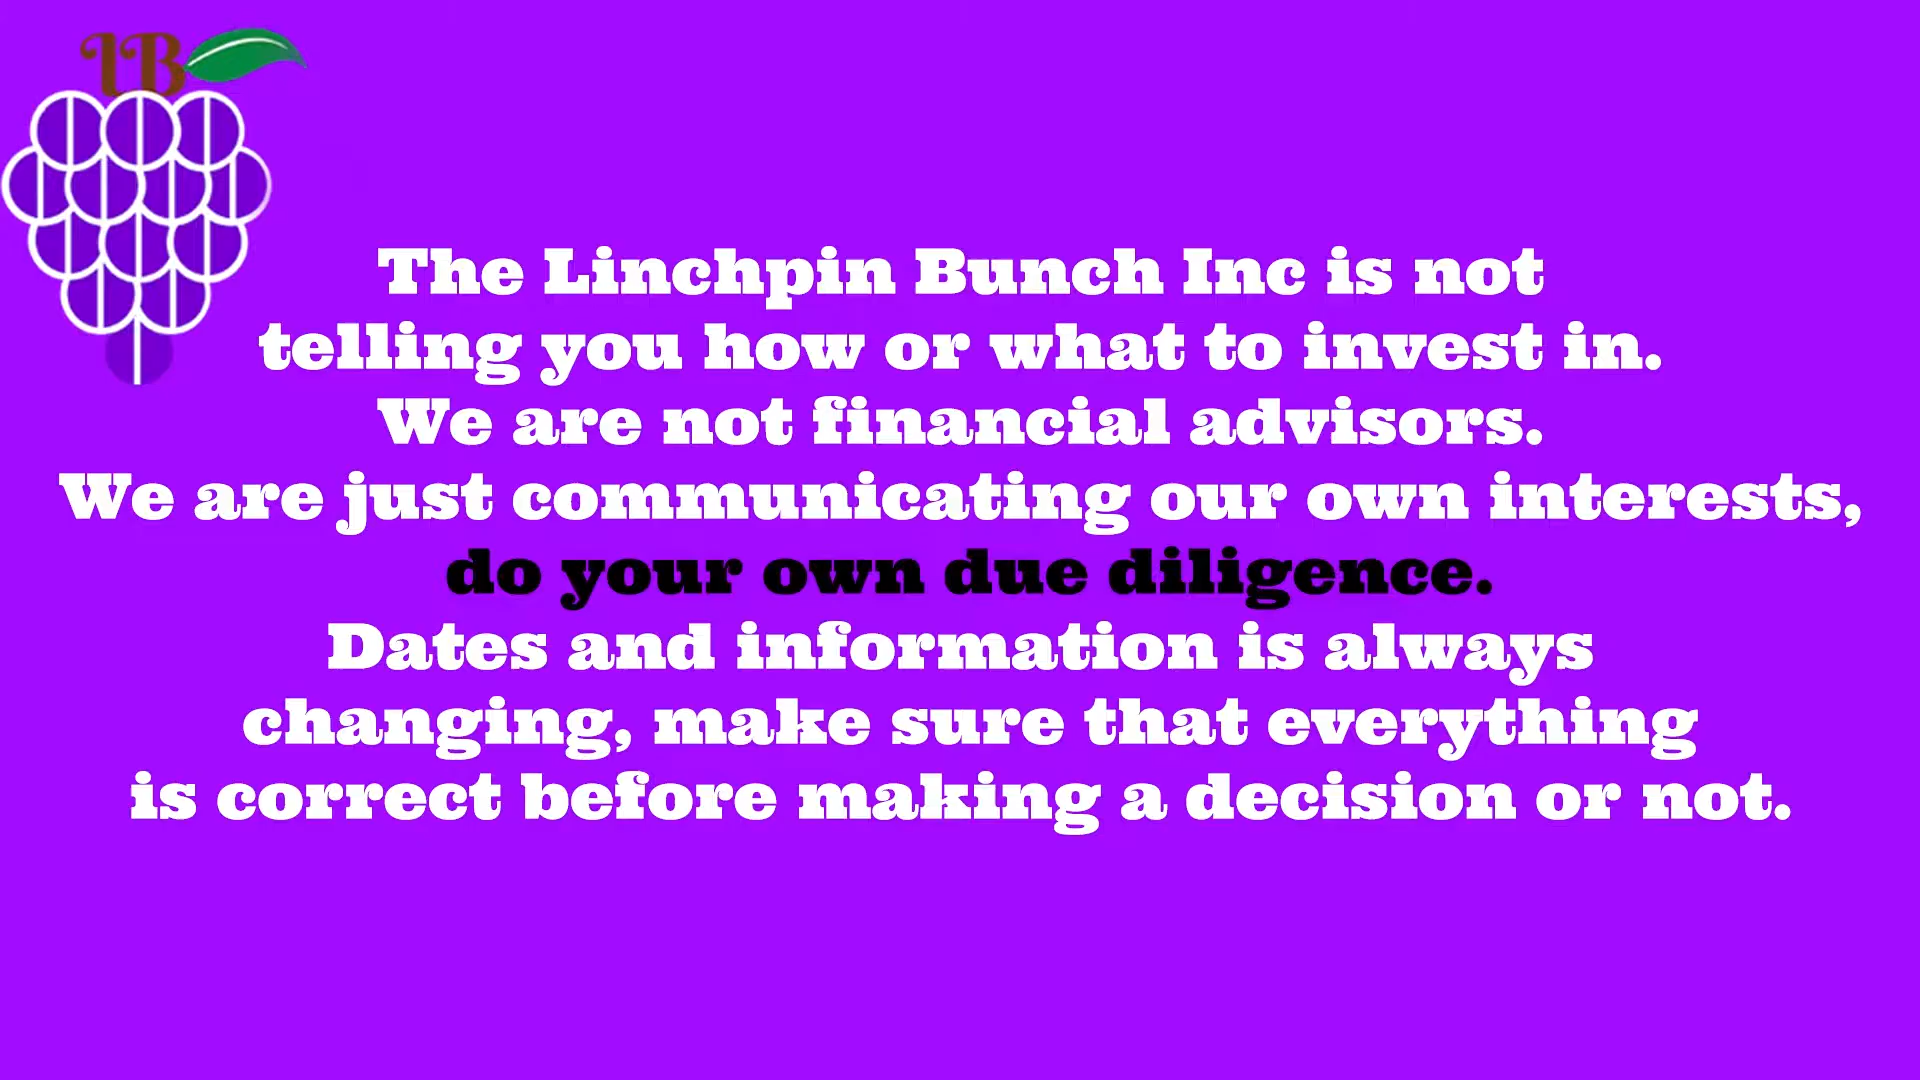 LB
The Linchpin Bunch Inc is not
telling you how or what to invest in.
We are not financial advisors.
We are just communicating our own interests,
do your own due diligence.
Dates and information is always
changing, make sure that everything
is correct before making a decision or not.